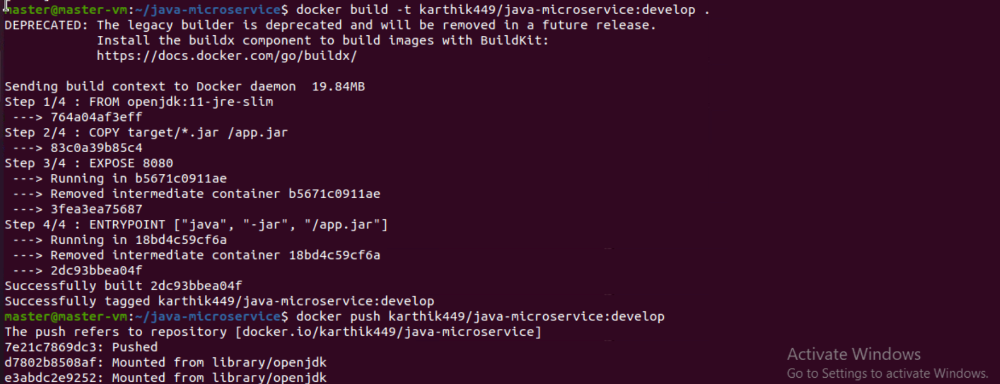 master@master-vm:~/java-microservice$ docker build -t karthik449/java-microservice:develop .
DEPRECATED: The legacy builder is deprecated and will be removed in a future release.
            Install the buildx component to build images with BuildKit:
            https://docs.docker.com/go/buildx/

Sending build context to Docker daemon  19.84MB
Step 1/4 : FROM openjdk:11-jre-slim
 ---> 764a04af3eff
Step 2/4 : COPY target/*.jar /app.jar
 ---> 83c0a39b85c4
Step 3/4 : EXPOSE 8080
 ---> Running in b5671c0911ae
 ---> Removed intermediate container b5671c0911ae
 ---> 3fea3ea75687
Step 4/4 : ENTRYPOINT ["java", "-jar", "/app.jar"]
 ---> Running in 18bd4c59cf6a
 ---> Removed intermediate container 18bd4c59cf6a
 ---> 2dc93bbea04f
Successfully built 2dc93bbea04f
Successfully tagged karthik449/java-microservice:develop
master@master-vm:~/java-microservice$ docker push karthik449/java-microservice:develop
The push refers to repository [docker.io/karthik449/java-microservice]
7e21c7869dc3: Pushed
d7802b8508af: Mounted from library/openjdk
e3abdc2e9252: Mounted from library/openjdk
Activate Windows
Go to Settings to activate Windows.